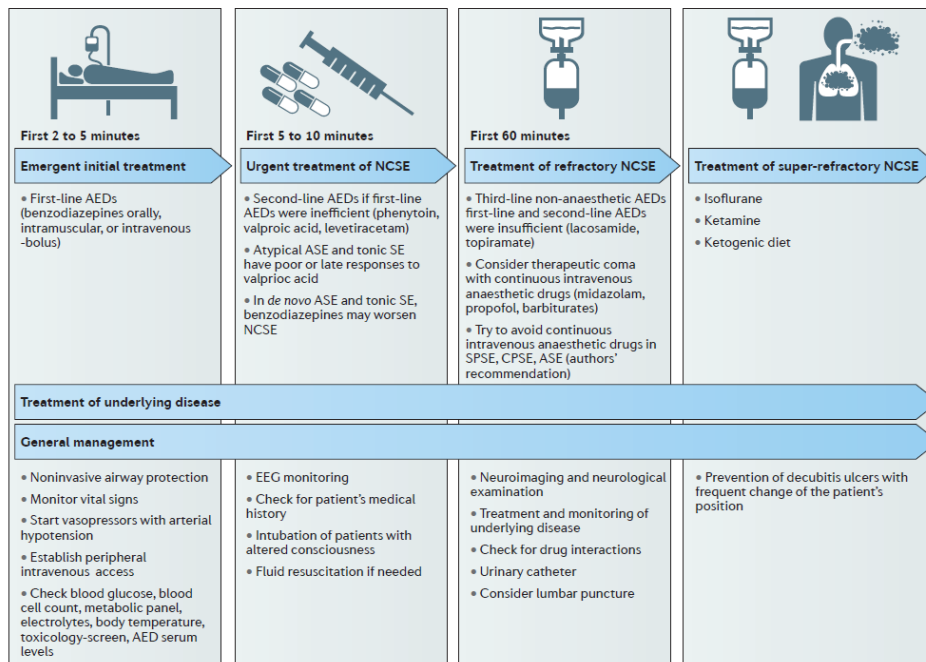 First 2 to 5 minutes
Emergent initial treatment
• First-line AEDs
(benzodiazepines orally,
intramuscular, or intravenous
-bolus)
First 5 to 10 minutes
Urgent treatment of NCSE
• Second-line AEDs if first-line
AEDs were inefficient (phenytoin,
valproic acid, levetiracetam)
• Atypical ASE and tonic SE
have poor or late responses to
valprioc acid
• In de novo ASE and tonic SE,
benzodiazepines may worsen
NCSE
First 60 minutes
Treatment of refractory NCSE
• Third-line non-anaesthetic AEDs
first-line and second-line AEDs
were insufficient (lacosamide,
topiramate)
• Consider therapeutic coma
with continuous intravenous
anaesthetic drugs (midazolam,
propofol, barbiturates)
• Try to avoid continuous
intravenous anaesthetic drugs in
SPSE, CPSE, ASE (authors'
recommendation)
Treatment of super-refractory NCSE
• Isoflurane
• Ketamine
• Ketogenic diet
Treatment of underlying disease
General management
• Noninvasive airway protection
• Monitor vital signs
• Start vasopressors with arterial
hypotension
• Establish peripheral
intravenous access
• Check blood glucose, blood
cell count, metabolic panel,
electrolytes, body temperature,
toxicology-screen, AED serum
levels
• EEG monitoring
• Check for patient's medical
history
• Intubation of patients with
altered consciousness
• Fluid resuscitation if needed
• Neuroimaging and neurological
examination
• Treatment and monitoring of
underlying disease
• Check for drug interactions
• Urinary catheter
• Consider lumbar puncture
• Prevention of decubitis ulcers with
frequent change of the patient's
position